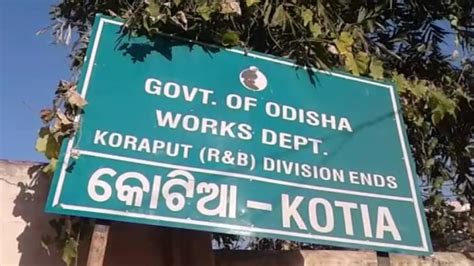 GOVT. OF ODISHA
WORKS DEPT.
KORAPUT (R&B) DIVISION ENDS
କୋଟିଆ – KOTIA